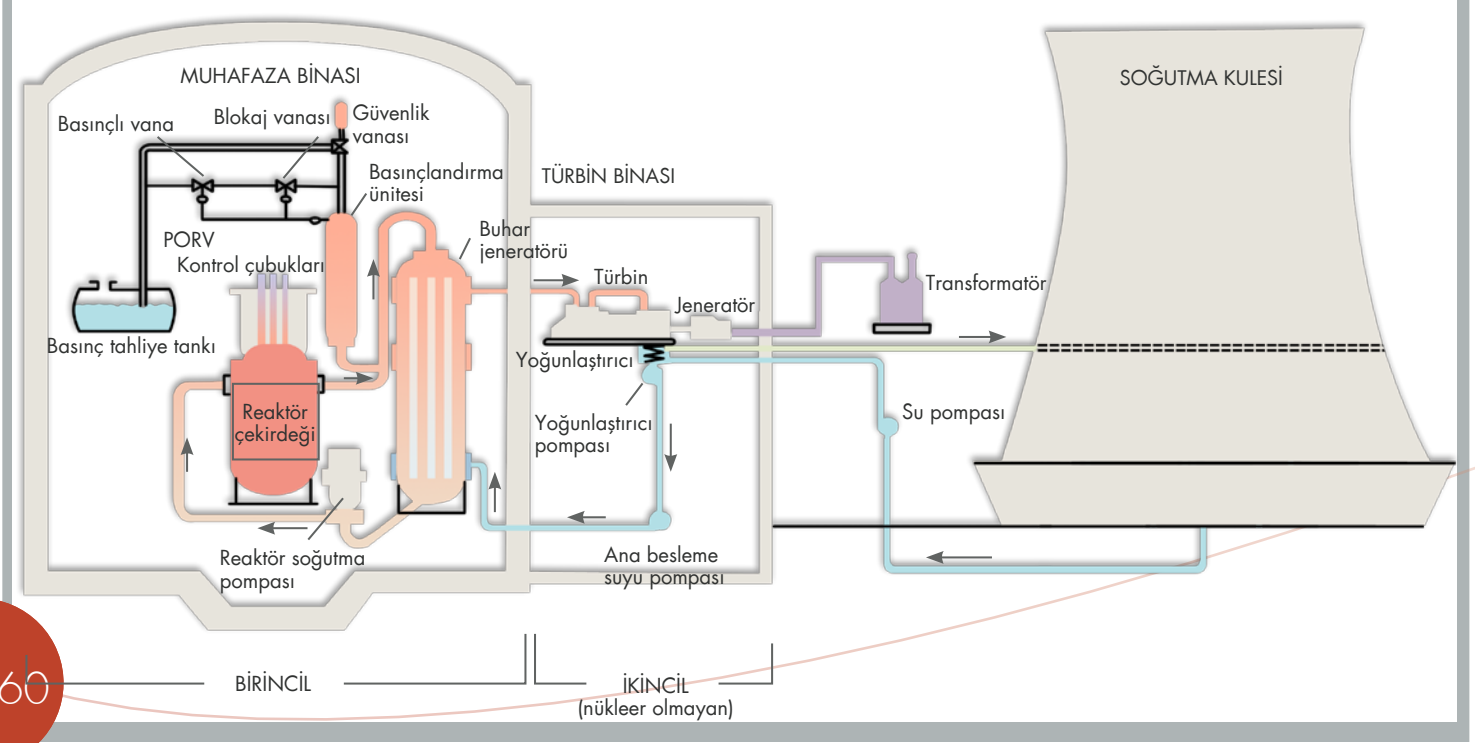 MUHAFAZA BİNASI
SOĞUTMA KULESİ
Basınçlı vana
Blokaj vanası
Güvenlik
vanası
Basınçlandırma
ünitesi
TÜRBİN BİNASI
PORV
Kontrol çubukları
Buhar
jeneratörü
Türbin
Jeneratör
Transformatör
Basınç tahliye tankı
Yoğunlaştırıcı
Reaktör
çekirdeği
Yoğunlaştırıcı
pompası
Su pompası
Reaktör soğutma
pompası
Ana besleme
suyu pompası
60
BİRİNCİL
İKİNCİL
(nükleer olmayan)